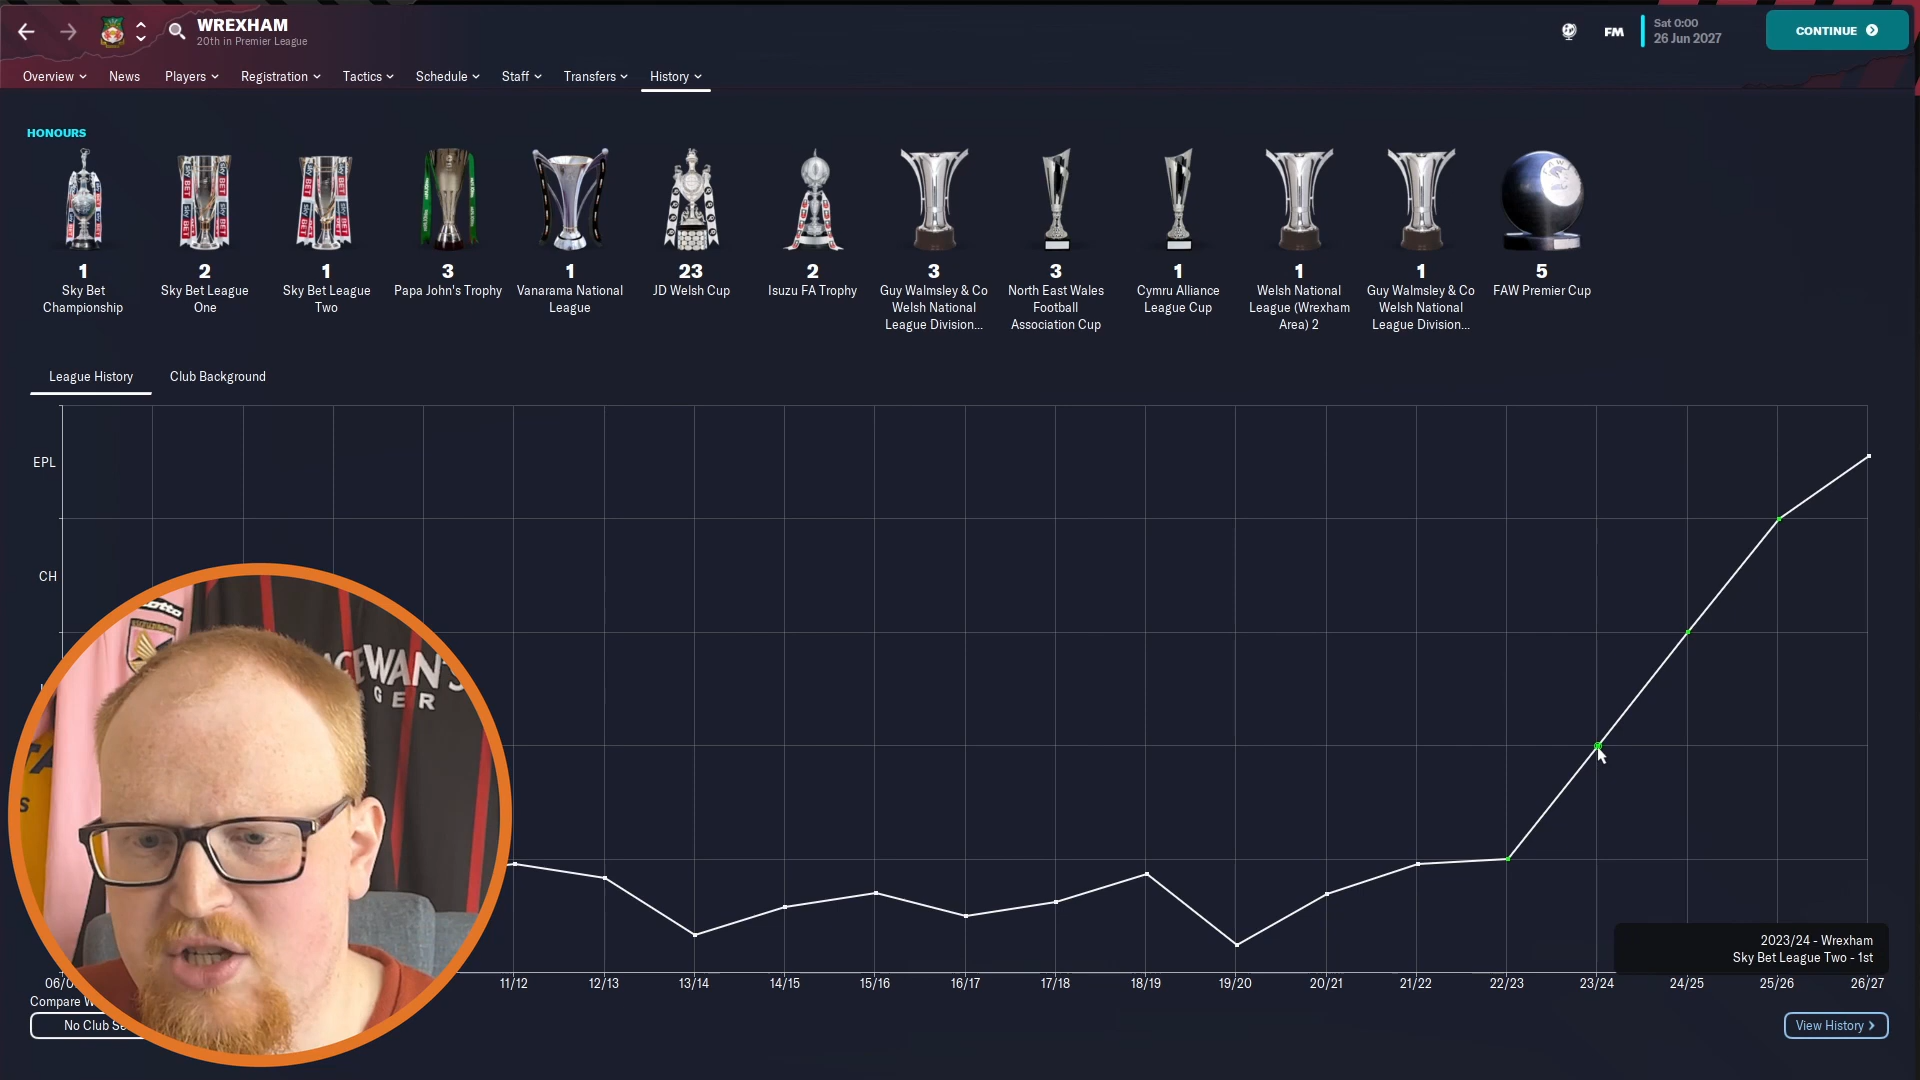 WREXHAM
20th in Premier League
FM
Sat 0:00
26 Jun 2027
CONTINUE
Overview
News
Players
Registration
Tactics
Schedule
Staff
Transfers
History
HONOURS
1
Sky Bet
Championship
2
Sky Bet League
One
1
Sky Bet League
Two
3
Papa John's Trophy
1
Vanarama National
League
23
JD Welsh Cup
2
Isuzu FA Trophy
3
Guy Walmsley & Co
Welsh National
League Division...
3
North East Wales
Football
Association Cup
1
Cymru Alliance
League Cup
1
Welsh National
League (Wrexham
Area) 2
1
Guy Walmsley & Co
Welsh National
League Division...
5
FAW Premier Cup
League History
Club Background
EPL
CH
2023/24 - Wrexham
Sky Bet League Two - 1st
06/0
11/12
12/13
13/14
14/15
15/16
16/17
17/18
18/19
19/20
20/21
21/22
22/23
23/24
24/25
25/26
26/27
Compare W
No Club Se
View History